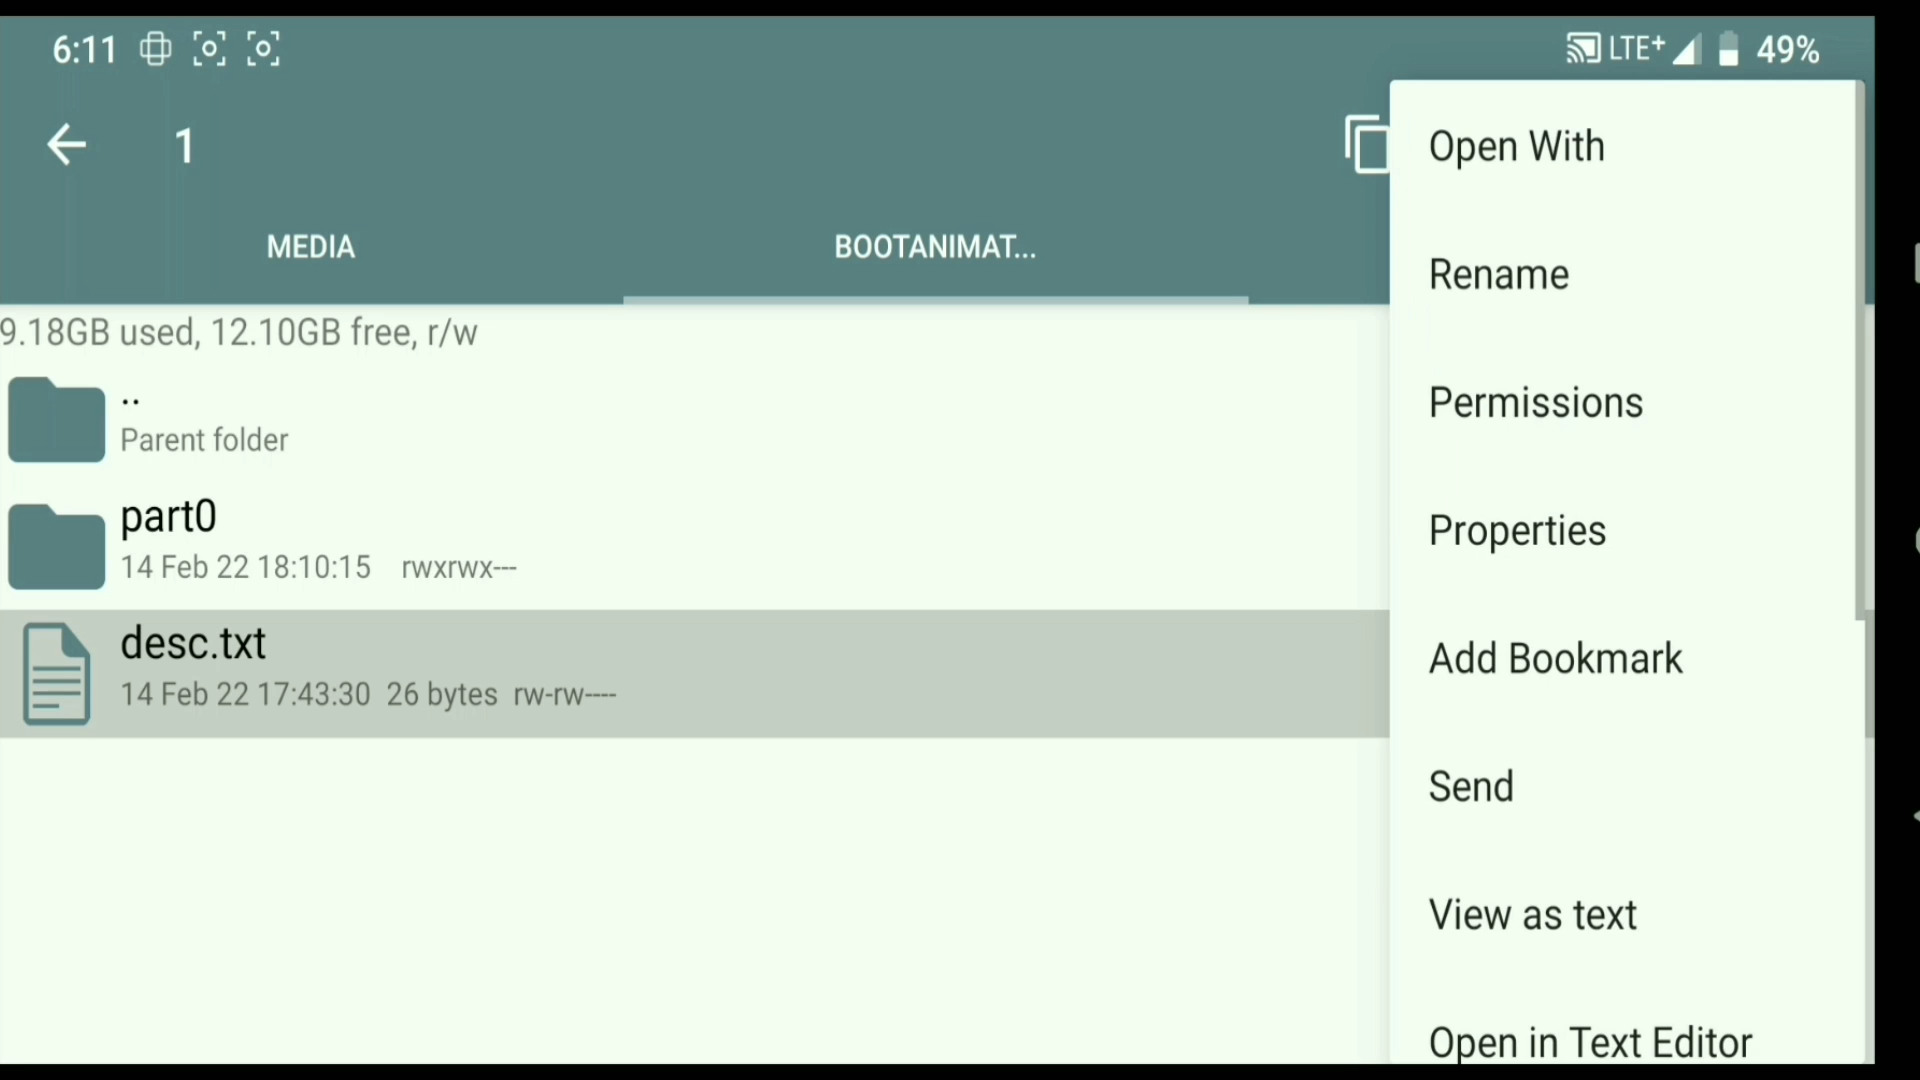 6:11
LTE+ 49%
1
MEDIA
BOOTANIMAT...
9.18GB used, 12.10GB free, r/w
..
Parent folder
part0
14 Feb 22 18:10:15 rwxrwx---
desc.txt
14 Feb 22 17:43:30 26 bytes rw-rw----
Open With
Rename
Permissions
Properties
Add Bookmark
Send
View as text
Open in Text Editor